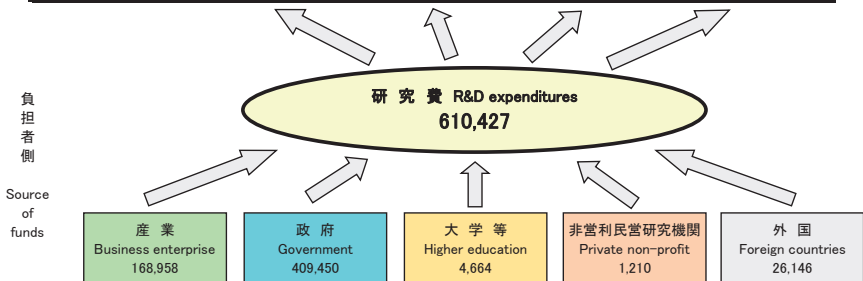 研 究 費 R&D expenditures
610,427
負
担
者
側
Source
of
funds
産 業
Business enterprise
168,958
政 府
Government
409,450
大 学 等
Higher education
4,664
非営利民営研究機関
Private non-profit
1,210
外 国
Foreign countries
26,146